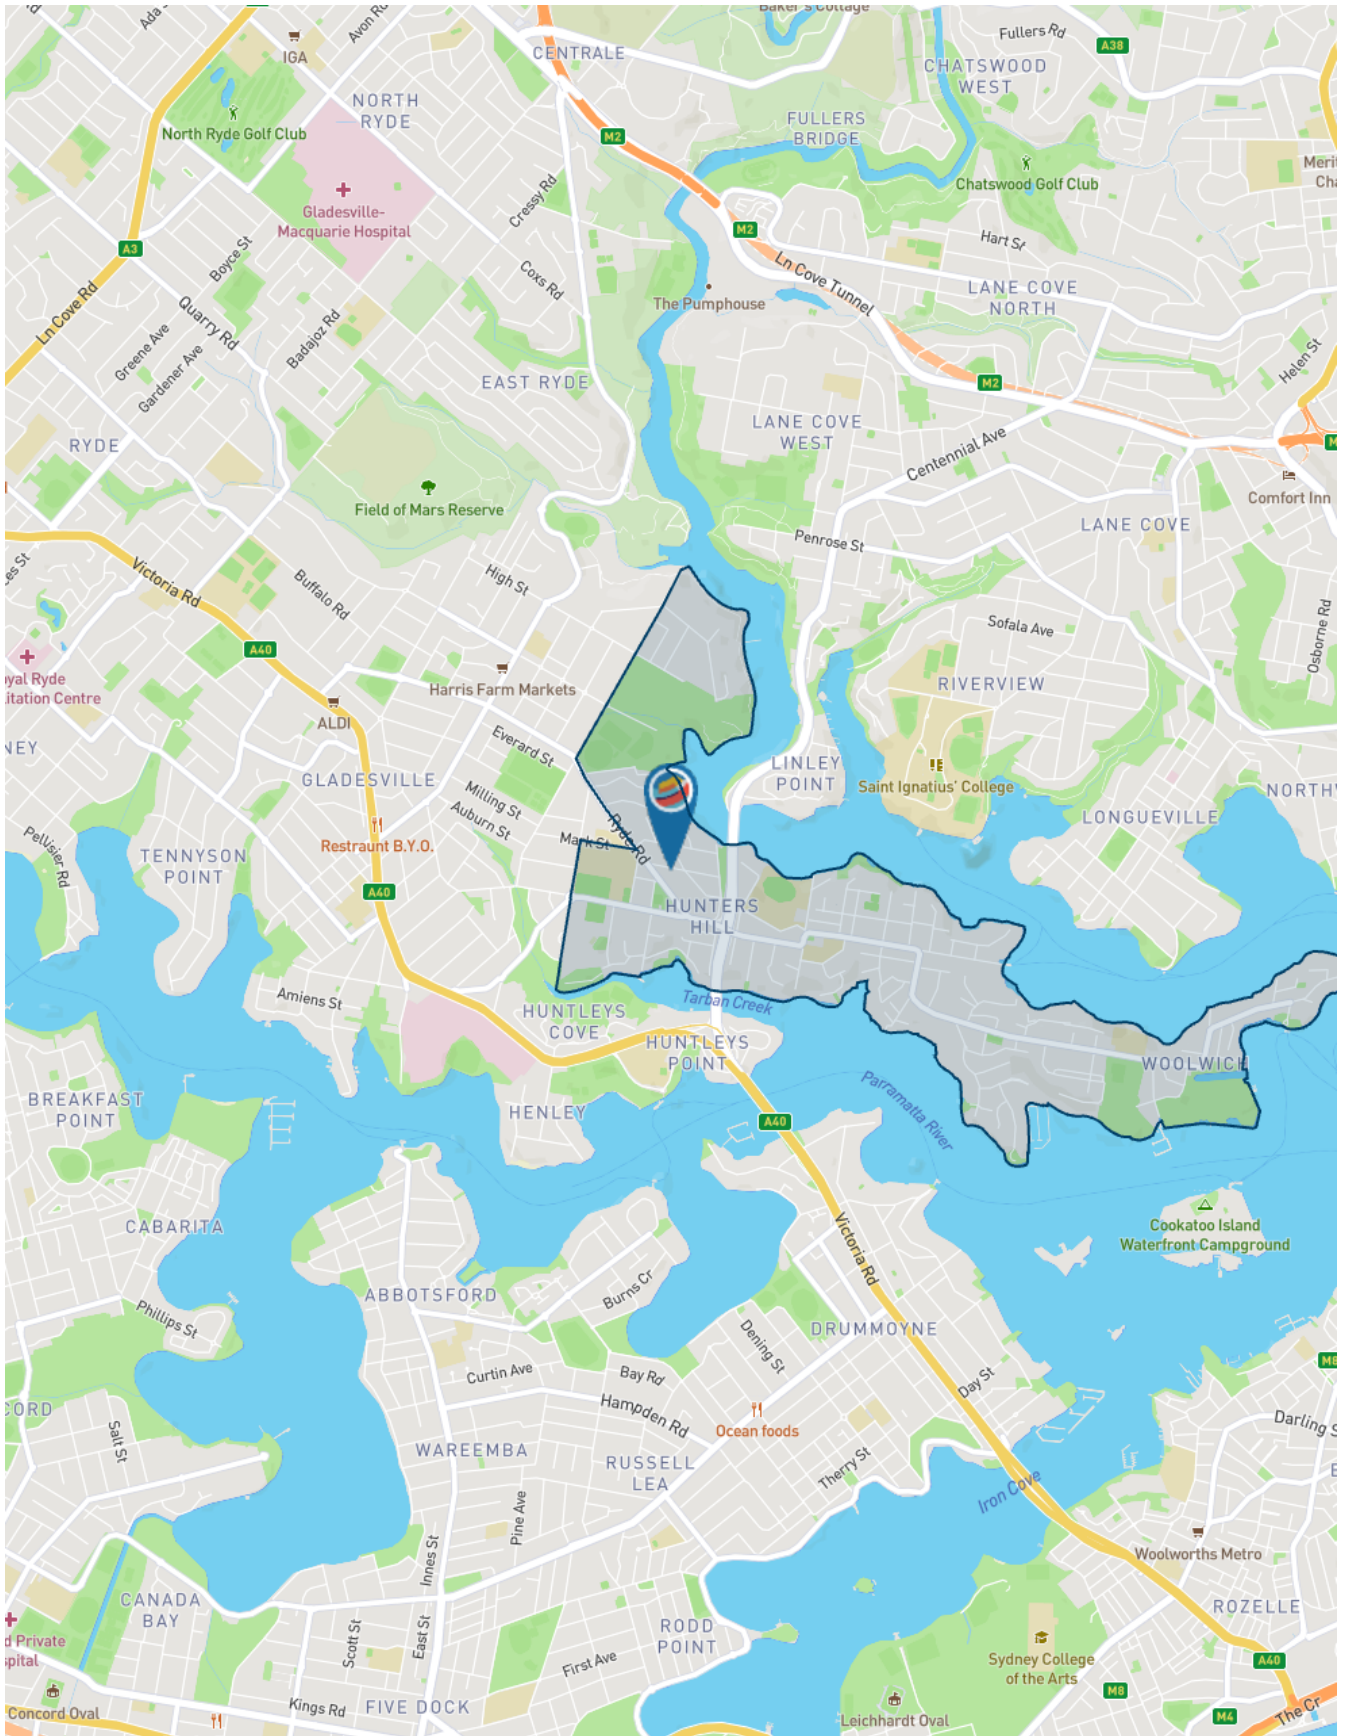 Ada
Avon Rd
IGA
Baker's Cottage
Fullers Rd
A38
CENTRALE
CHATSWOOD
WEST
NORTH
RYDE
North Ryde Golf Club
M2
FULLERS
BRIDGE
Chatswood Golf Club
Gladesville-
Macquarie Hospital
Cressy Rd
A3
Boyce St
M2
Hart St
Coxs Rd
Ln Cove Tunnel
The Pumphouse
LANE COVE
NORTH
Ln Cove Rd
Quarry Rd
Greene Ave
Gardener Ave
Badajoz Rd
Helen St
EAST RYDE
M2
LANE COVE
WEST
Centennial Ave
RYDE
Field of Mars Reserve
Comfort Inn
LANE COVE
Penrose St
Victoria Rd
Buffalo Rd
High St
Sofala Ave
Osborne Rd
A40
Royal Ryde
Harris Farm Markets
RIVERVIEW
ALDI
Everard St
GLADESVILLE
LINLEY
POINT
Saint Ignatius' College
Milling St
Auburn St
LONGUEVILLE
Pellisier Rd
Restraunt B.Y.O.
Mark St
Ryde Rd
TENNYSON
POINT
A40
HUNTERS
HILL
Amiens St
HUNTLEYS
COVE
Tarban Creek
HUNTLEYS
POINT
WOOLWICH
Parramatta River
BREAKFAST
POINT
HENLEY
A40
CABARITA
Cookatoo Island
Waterfront Campground
Victoria Rd
ABBOTSFORD
Burns Cr
Phillips St
DRUMMOYNE
Dening St
Curtin Ave
Bay Rd
Day St
Hampden Rd
Ocean foods
Darling S
Salt St
WAREEMBA
RUSSELL
LEA
Therry St
Iron Cove
Pine Ave
Innes St
Woolworths Metro
CANADA
BAY
ROZELLE
Scott St
East St
RODD
POINT
d Private
spital
First Ave
Sydney College
of the Arts
A40
M8
Concord Oval
Kings Rd
FIVE DOCK
Leichhardt Oval
M4
The Cr